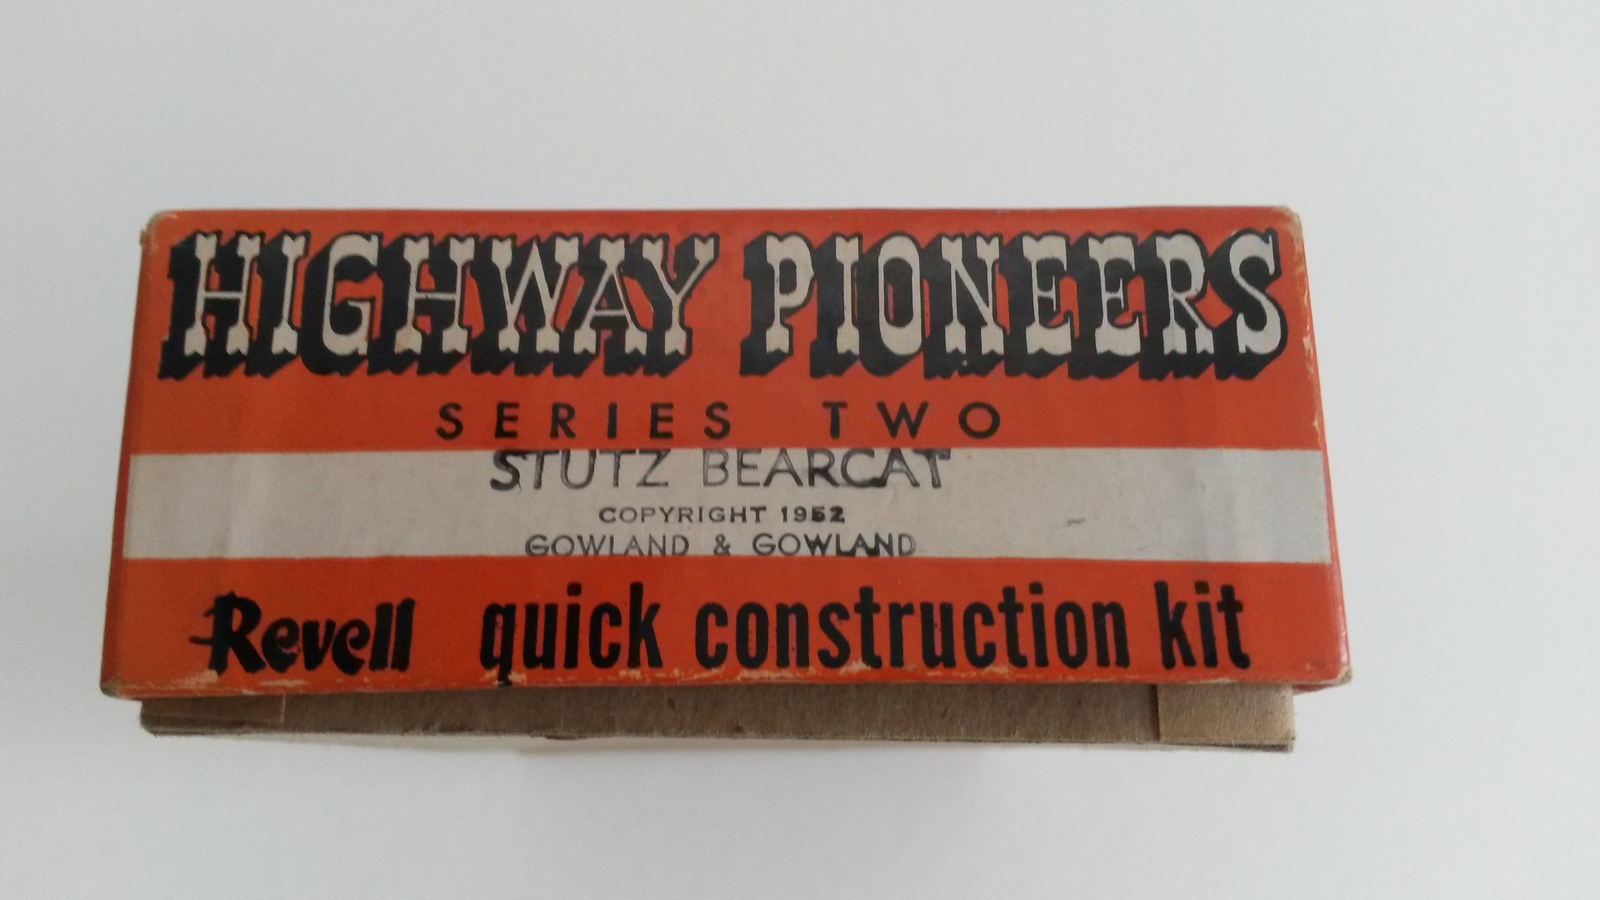 HIGHWAY PIONEERS
SERIES TWO
STUTZ BEARCAT
COPYRIGHT 1952
GOWLAND & GOWLAND
Revell quick construction kit